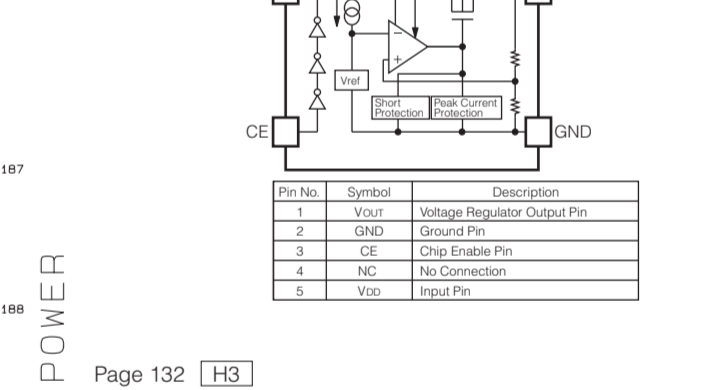 Vref
Short
Protection
Peak Current
Protection
CE
GND
187
Pin No. Symbol Description
1 VOUT Voltage Regulator Output Pin
2 GND Ground Pin
3 CE Chip Enable Pin
4 NC No Connection
5 VDD Input Pin
188
POWER
Page 132 H3